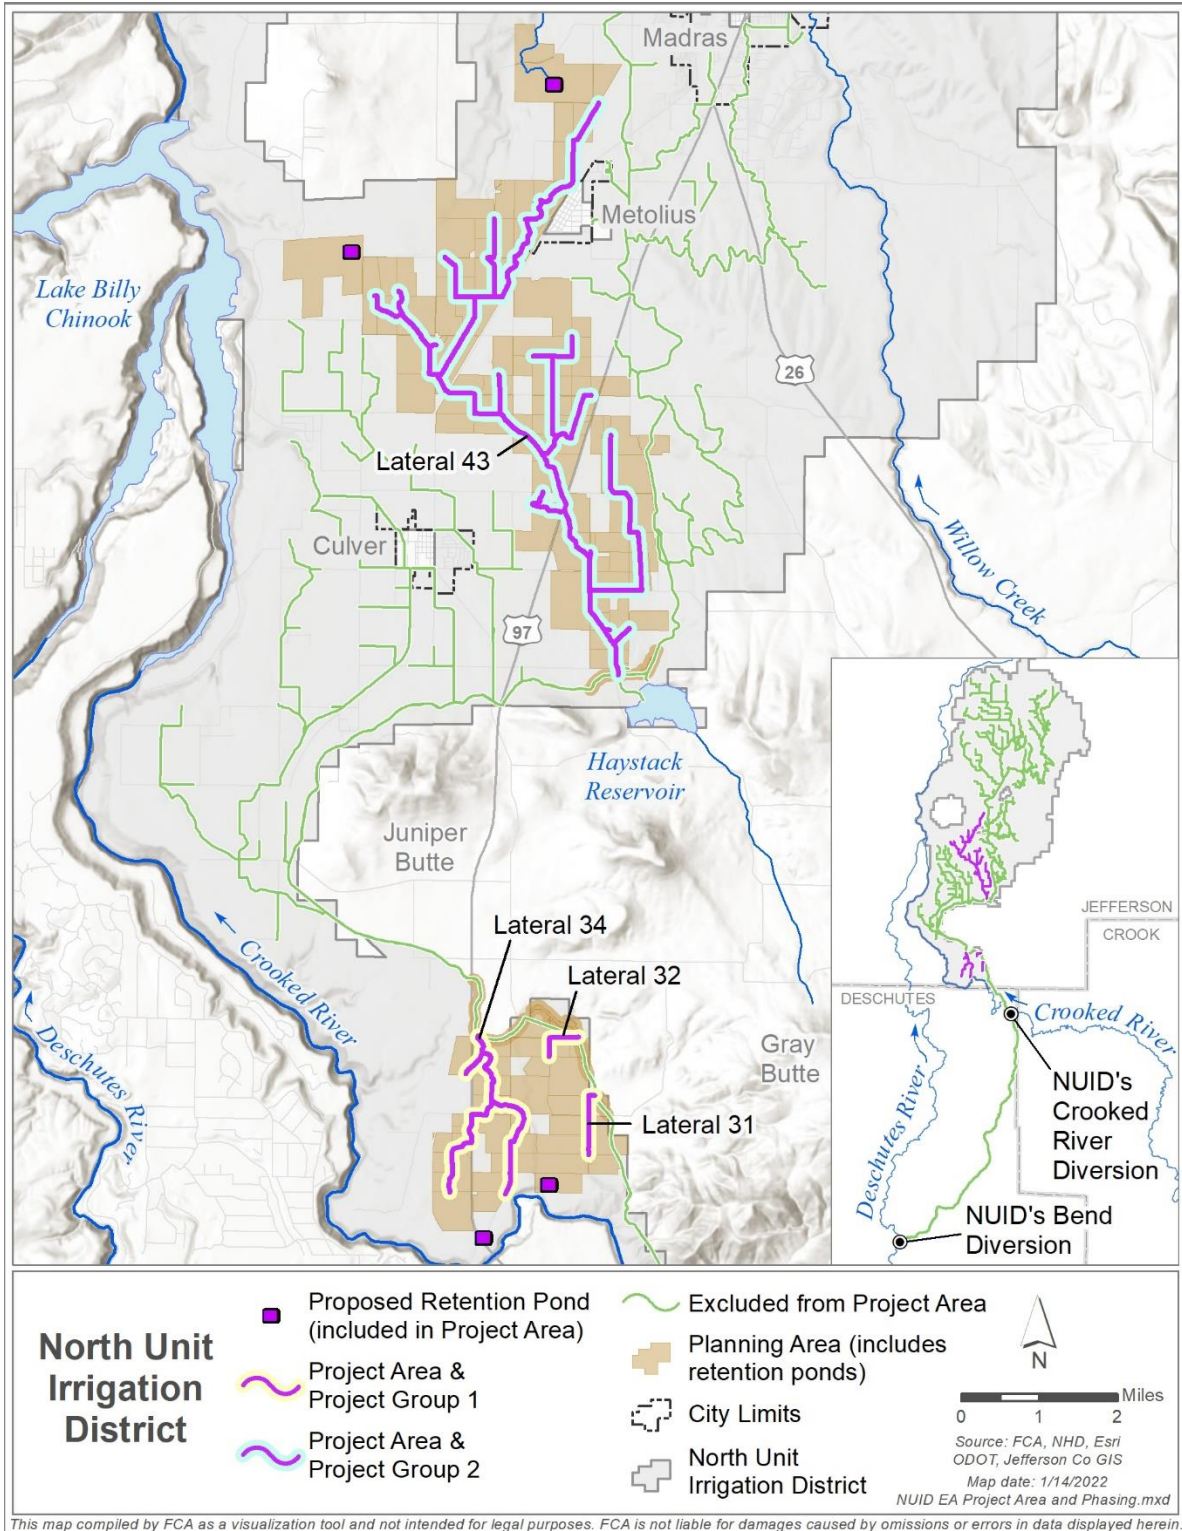 Madras
Metolius
Lake Billy
Chinook
26
Lateral 43
Culver
Willow Creek
97
Haystack
Reservoir
Juniper
Butte
Lateral 34
Lateral 32
Crooked River
Deschutes River
Gray
Butte
Lateral 31
JEFFERSON
CROOK
DESCHUTES
Crooked River
Deschutes River
NUID's
Crooked
River
Diversion
NUID's Bend
Diversion
North Unit
Irrigation
District
Proposed Retention Pond
(included in Project Area)
Project Area &
Project Group 1
Project Area &
Project Group 2
Excluded from Project Area
Planning Area (includes
retention ponds)
City Limits
North Unit
Irrigation District
N
Miles
0 1 2
Source: FCA, NHD, Esri
ODOT, Jefferson Co GIS
Map date: 1/14/2022
NUID EA Project Area and Phasing.mxd
This map compiled by FCA as a visualization tool and not intended for legal purposes. FCA is not liable for damages caused by omissions or errors in data displayed herein